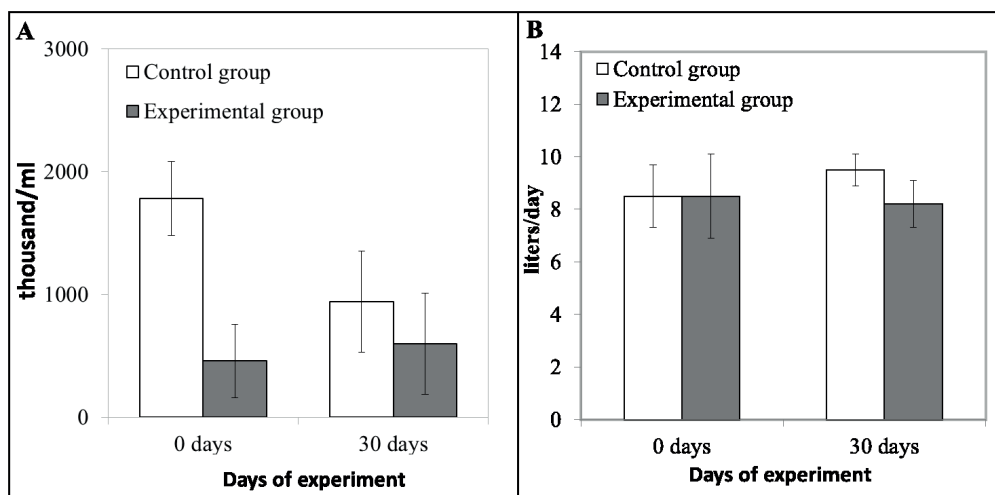 A
3000
Control group
Experimental group
2000
thousand/ml
1000
0
0 days
30 days
Days of experiment
B
14
Control group
12
Experimental group
10
8
liters/day
6
4
2
0
0 days
30 days
Days of experiment